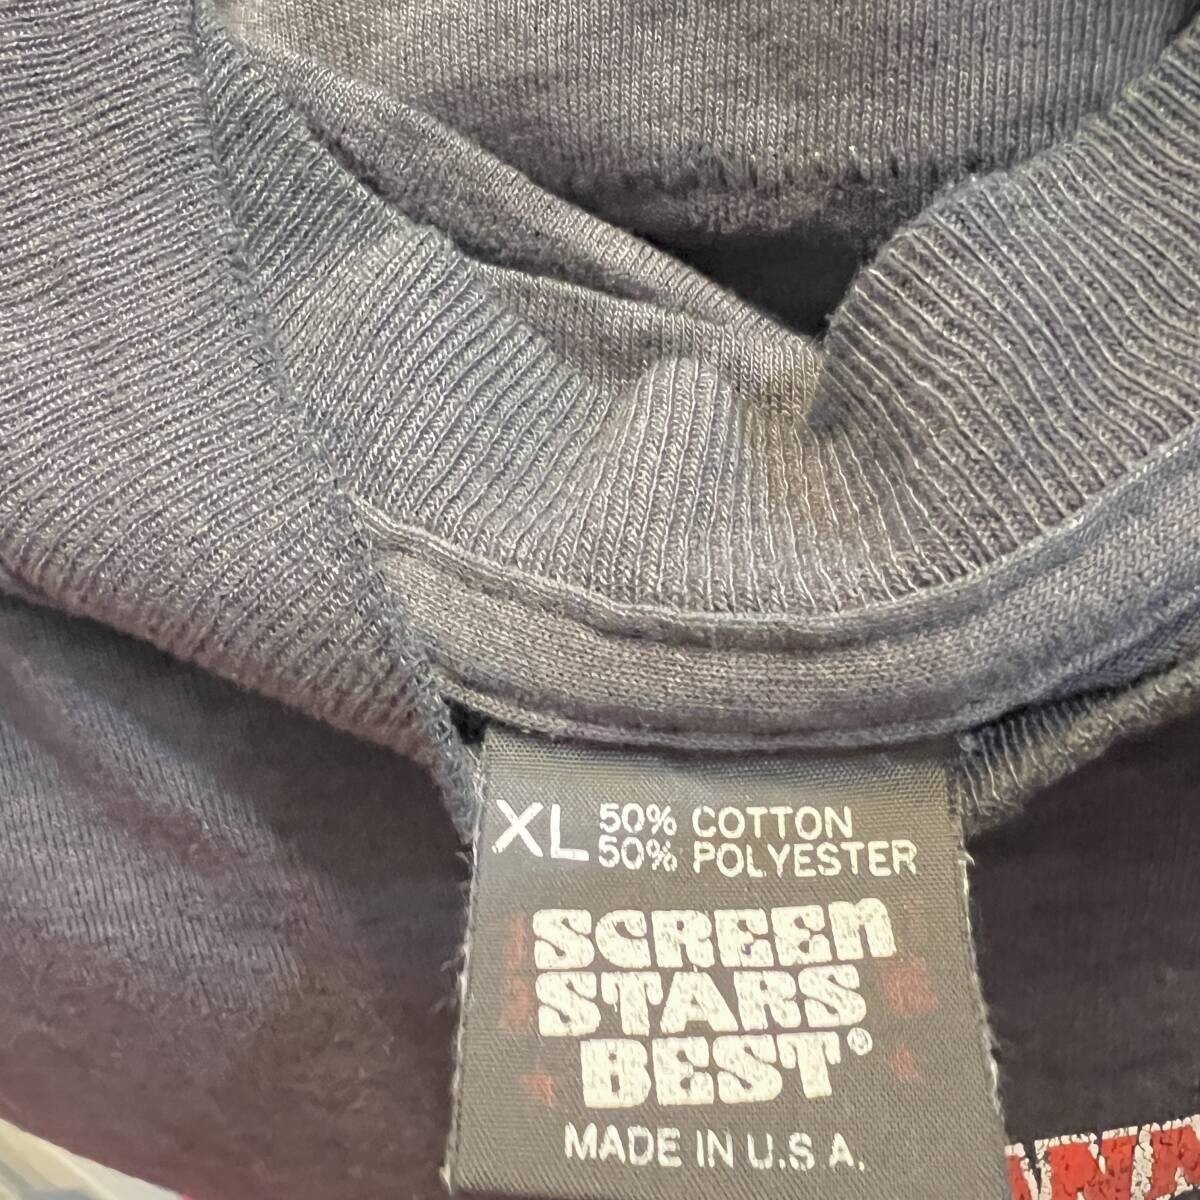 XL 50% COTTON
50% POLYESTER
SCREEN
STARS
BEST®
MADE IN U.S.A.